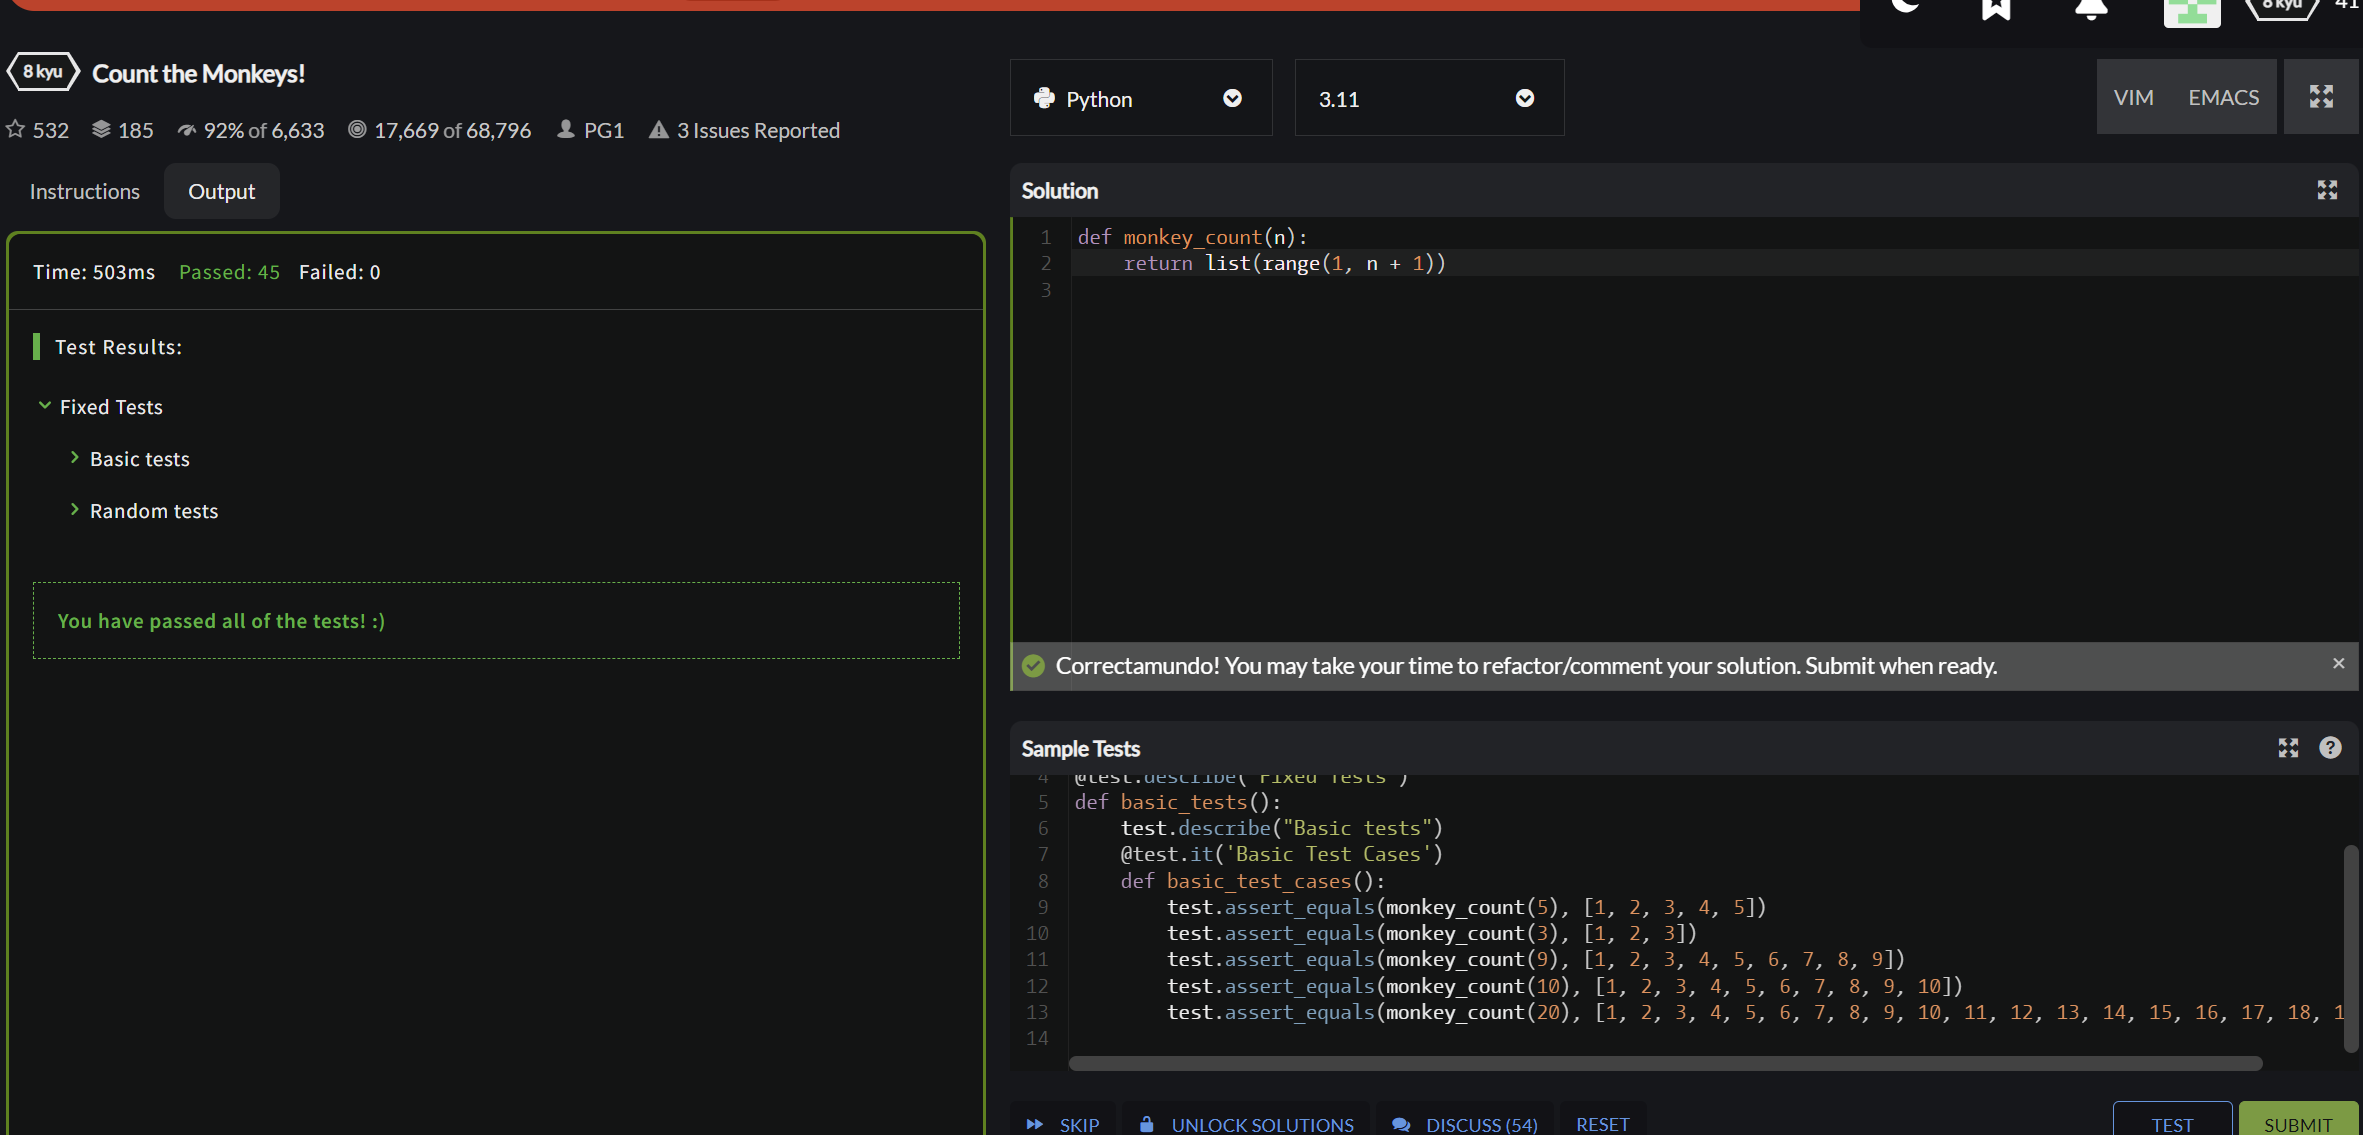 8 kyu
41
8 kyu Count the Monkeys!
532 185 92% of 6,633 17,669 of 68,796 PG1 3 Issues Reported
Instructions Output
Time: 503ms Passed: 45 Failed: 0
Test Results:
Fixed Tests
Basic tests
Random tests
You have passed all of the tests! :)
Python 3.11
VIM EMACS
Solution
1 def monkey_count(n):
2     return list(range(1, n + 1))
3
Correctamundo! You may take your time to refactor/comment your solution. Submit when ready. ×
Sample Tests ?
4 @test.describe('Fixed Tests')
5 def basic_tests():
6     test.describe("Basic tests")
7     @test.it('Basic Test Cases')
8     def basic_test_cases():
9         test.assert_equals(monkey_count(5), [1, 2, 3, 4, 5])
10         test.assert_equals(monkey_count(3), [1, 2, 3])
11         test.assert_equals(monkey_count(9), [1, 2, 3, 4, 5, 6, 7, 8, 9])
12         test.assert_equals(monkey_count(10), [1, 2, 3, 4, 5, 6, 7, 8, 9, 10])
13         test.assert_equals(monkey_count(20), [1, 2, 3, 4, 5, 6, 7, 8, 9, 10, 11, 12, 13, 14, 15, 16, 17, 18, 1
14
SKIP UNLOCK SOLUTIONS DISCUSS (54) RESET TEST SUBMIT